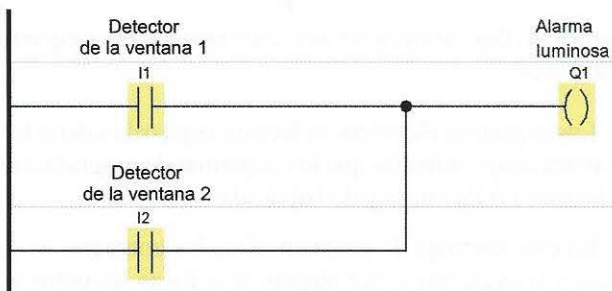 Detector
de la ventana 1
I1
Alarma
luminosa
Q1
Detector
de la ventana 2
I2